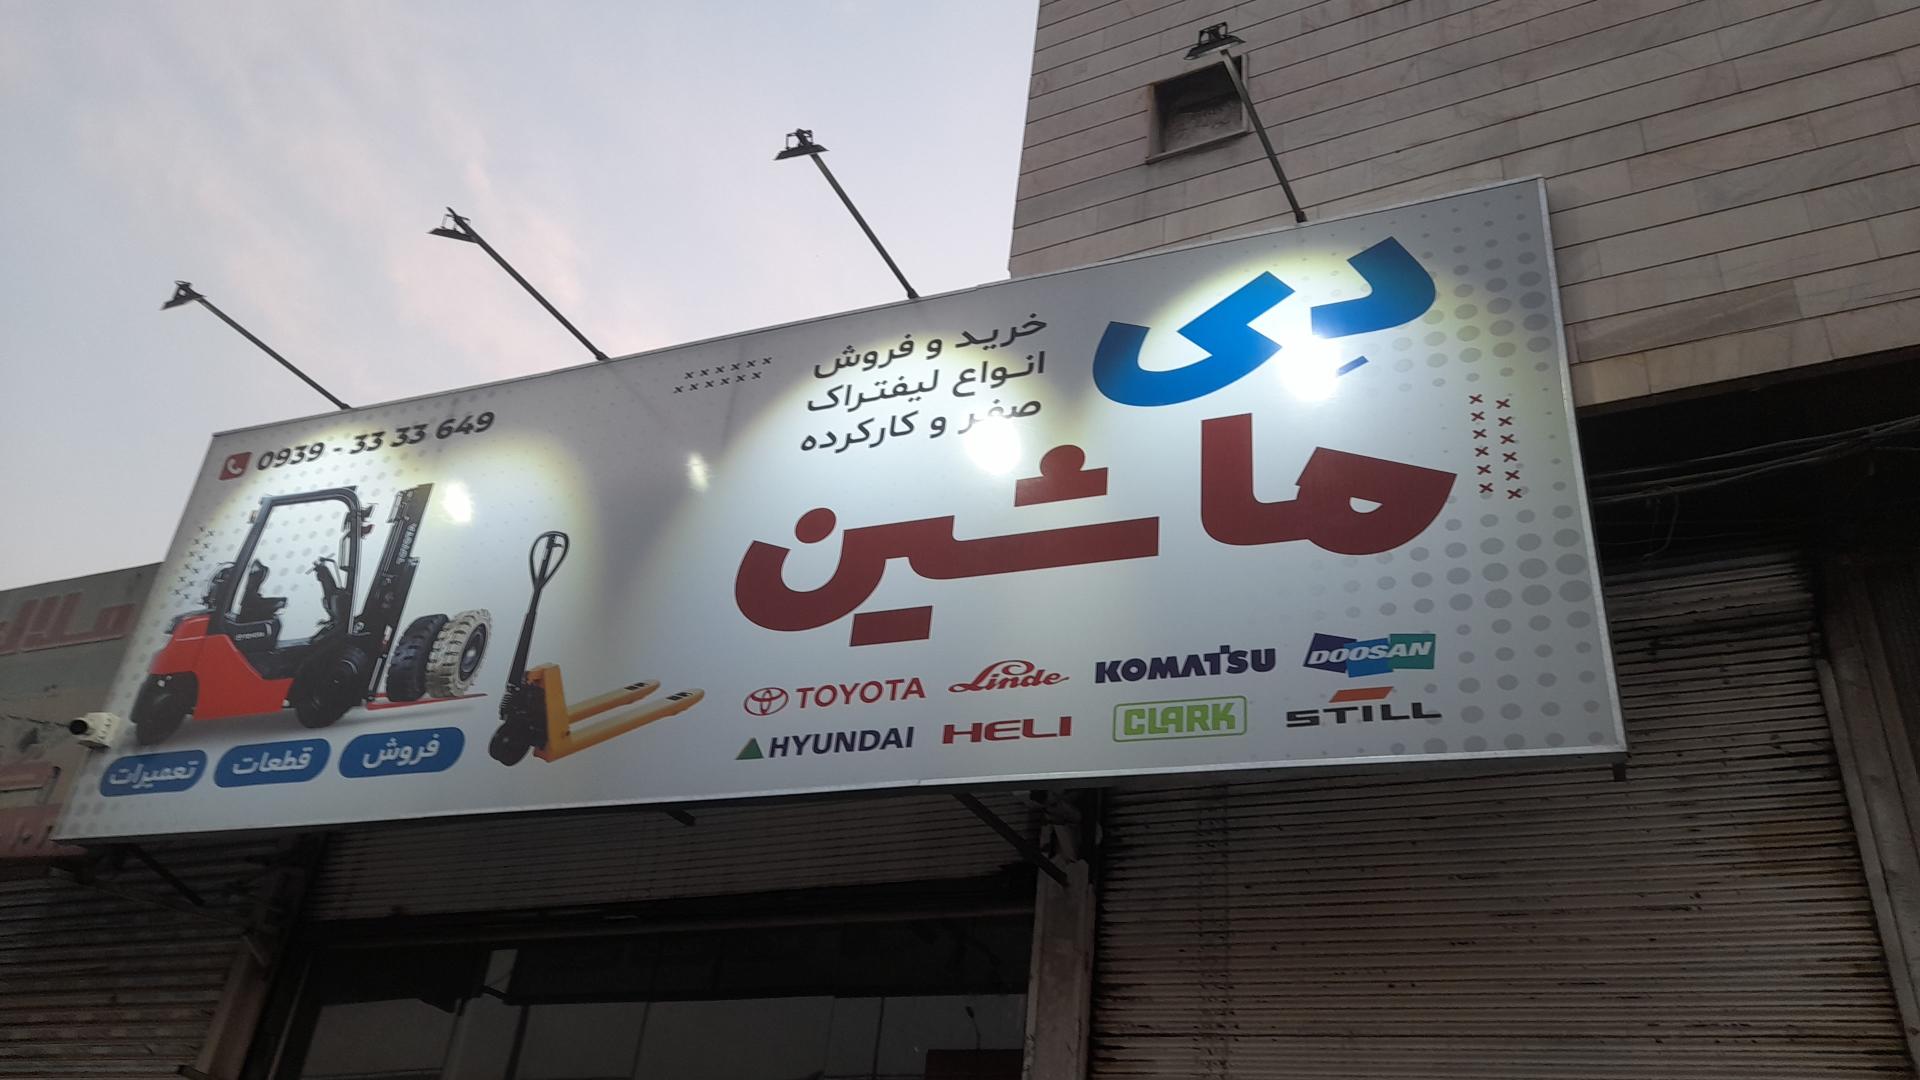 دی
ماشین
خرید و فروش
انواع لیفتراک
صفر و کارکرده
0939 - 33 33 649
TOYOTA Linde KOMATSU DOOSAN
HYUNDAI HELI CLARK STILL
فروش
قطعات
تعمیرات